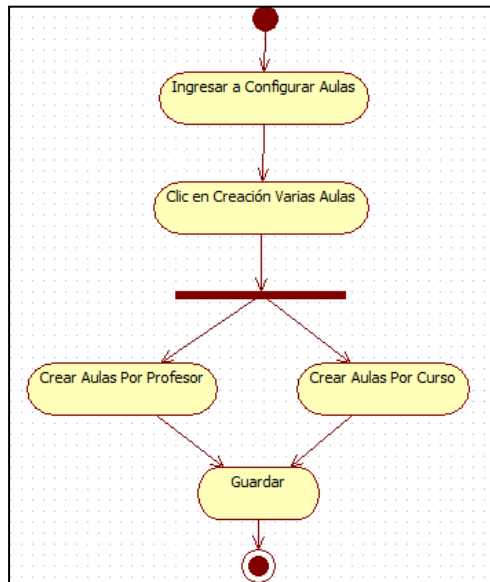 Ingresar a Configurar Aulas
Clic en Creación Varias Aulas
Crear Aulas Por Profesor
Crear Aulas Por Curso
Guardar